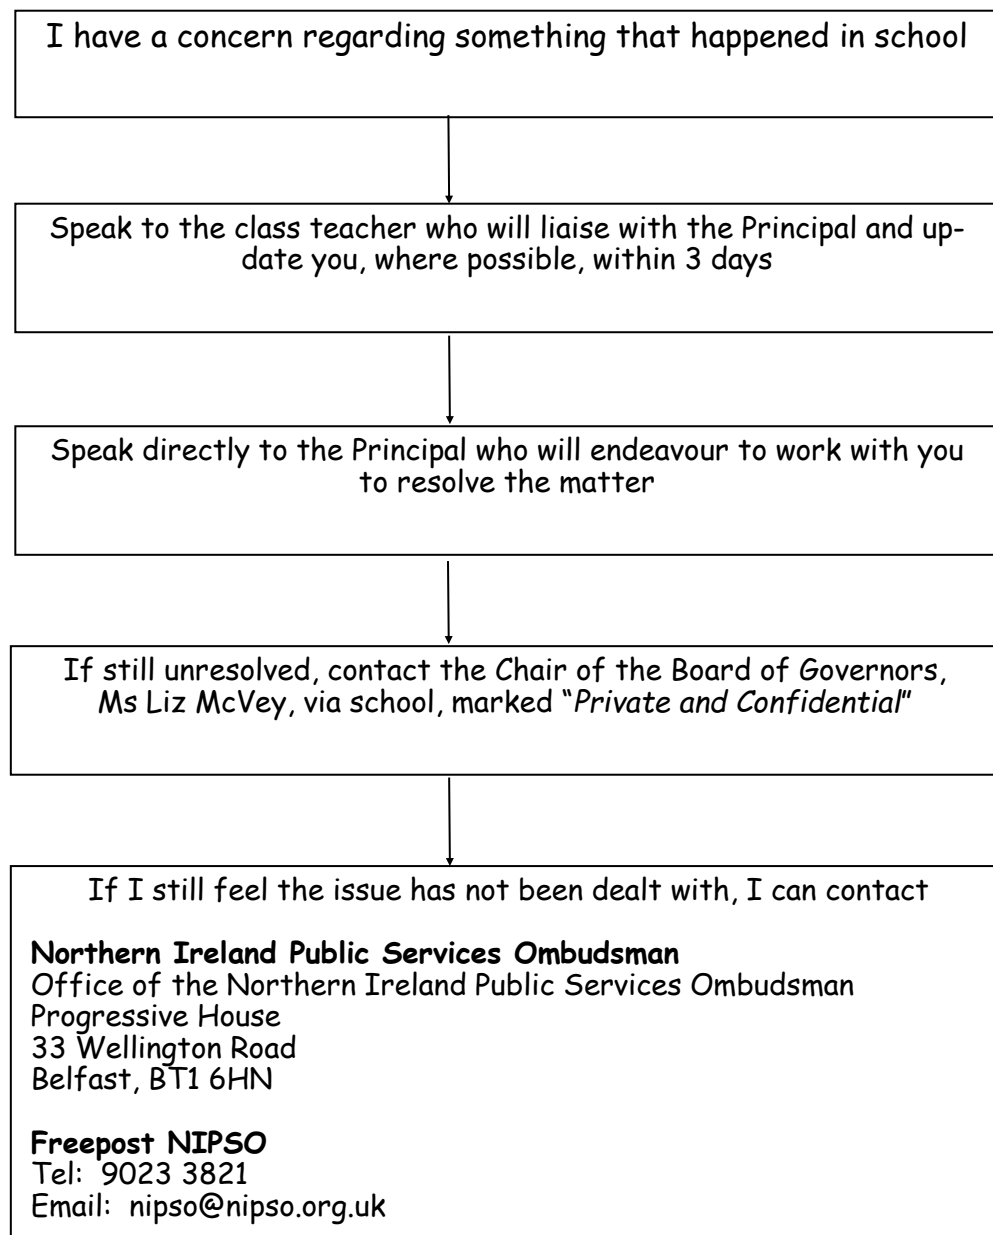 I have a concern regarding something that happened in school
Speak to the class teacher who will liaise with the Principal and up-
date you, where possible, within 3 days
Speak directly to the Principal who will endeavour to work with you
to resolve the matter
If still unresolved, contact the Chair of the Board of Governors,
Ms Liz McVey, via school, marked “Private and Confidential”
If I still feel the issue has not been dealt with, I can contact
Northern Ireland Public Services Ombudsman
Office of the Northern Ireland Public Services Ombudsman
Progressive House
33 Wellington Road
Belfast, BT1 6HN
Freepost NIPSO
Tel:  9023 3821
Email:  nipso@nipso.org.uk